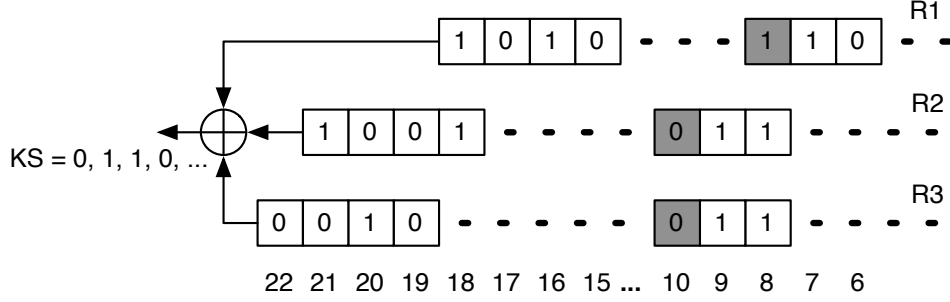 1 0 1 0 1 1 0 R1
1 0 0 1 0 1 1 R2
KS = 0, 1, 1, 0, ...
0 0 1 0 0 1 1 R3
22 21 20 19 18 17 16 15 ... 10 9 8 7 6